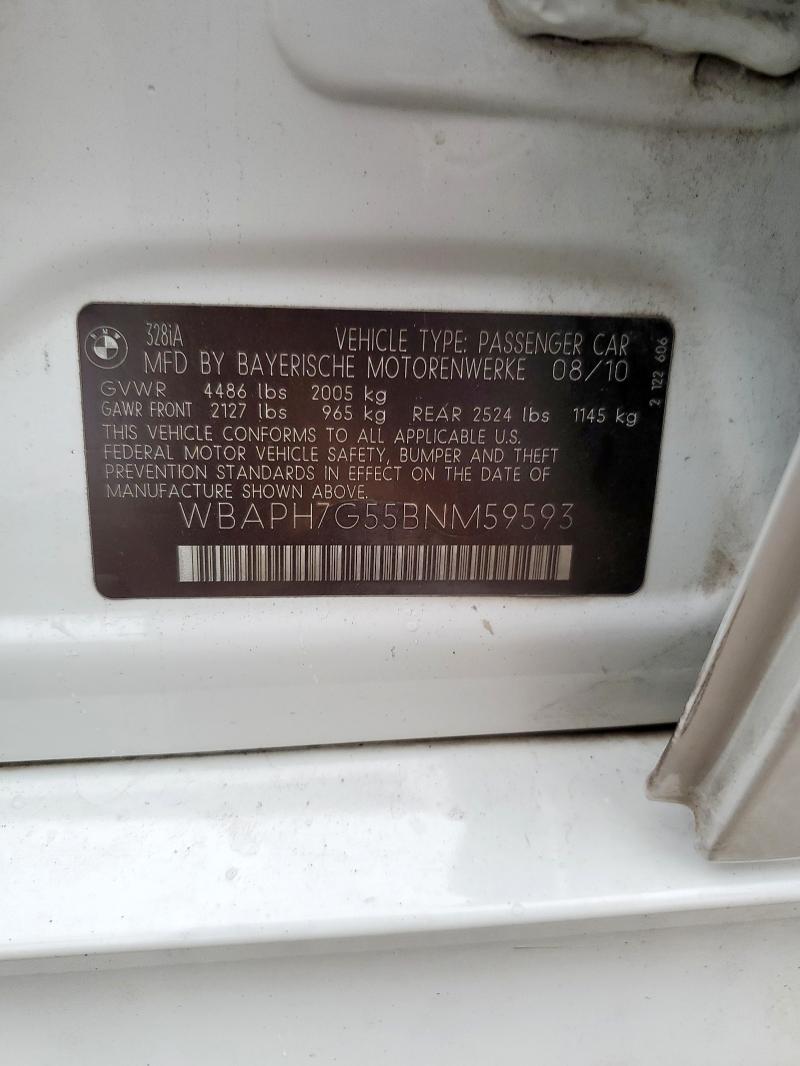 BMW
328iA VEHICLE TYPE: PASSENGER CAR
MFD BY BAYERISCHE MOTORENWERKE 08/10
GVWR 4486 lbs 2005 kg
GAWR FRONT 2127 lbs 965 kg REAR 2524 lbs 1145 kg
THIS VEHICLE CONFORMS TO ALL APPLICABLE U.S.
FEDERAL MOTOR VEHICLE SAFETY, BUMPER AND THEFT
PREVENTION STANDARDS IN EFFECT ON THE DATE OF
MANUFACTURE SHOWN ABOVE.
WBAPH7G55BNM59593
2 122 606